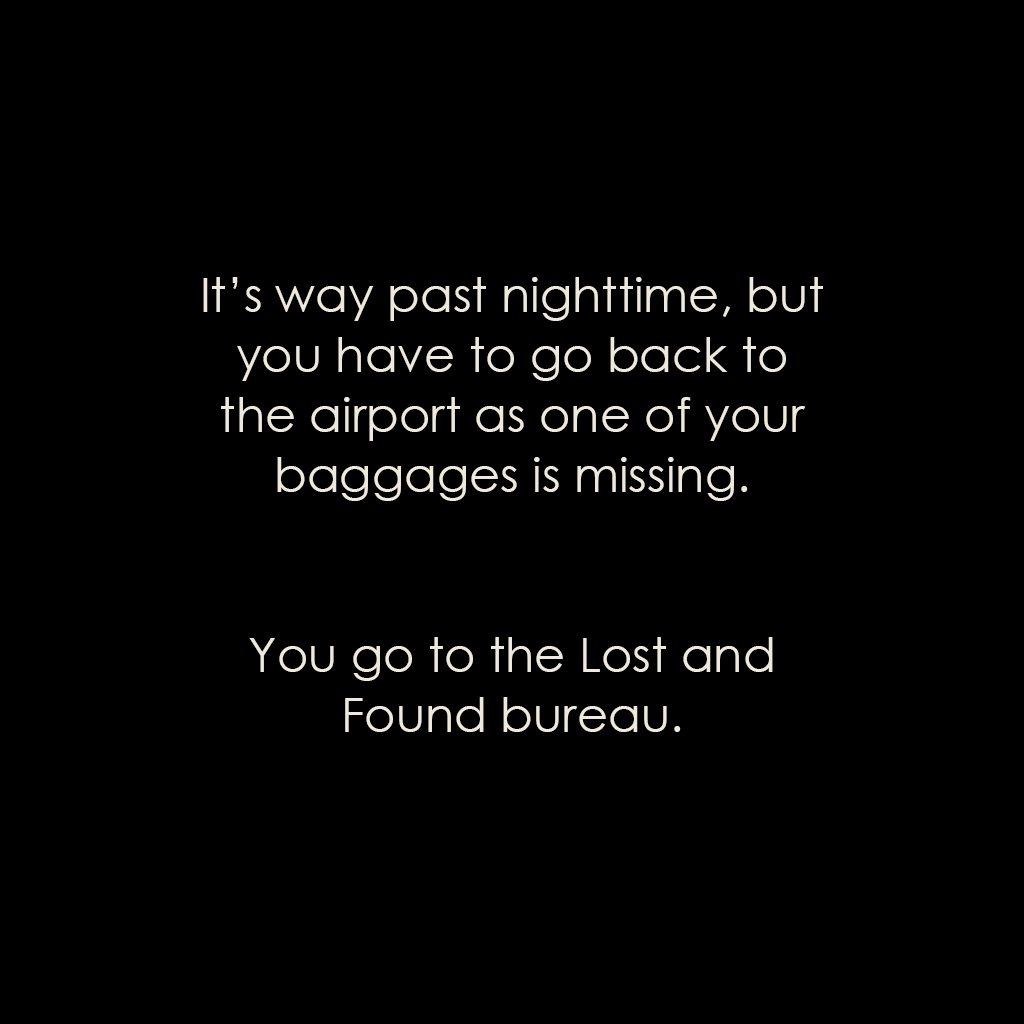 It’s way past nighttime, but
you have to go back to
the airport as one of your
baggages is missing.
You go to the Lost and
Found bureau.